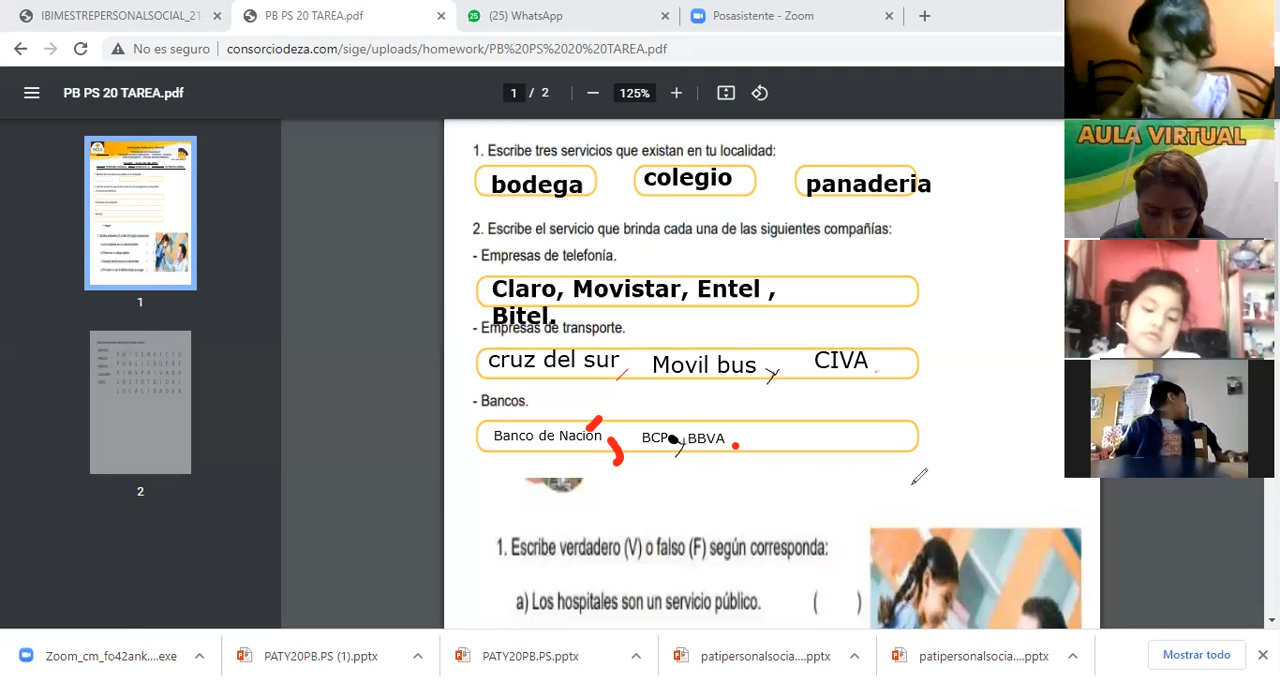 IBIMESTREPERSONALSOCIAL_21-
PB PS 20 TAREA.pdf
(25) WhatsApp
Posasistente - Zoom
No es seguro
consorciodeza.com/sige/uploads/homework/PB%20PS%2020%20TAREA.pdf
PB PS 20 TAREA.pdf
1 / 2
125%
AULA VIRTUAL
1
2
1. Escribe tres servicios que existan en tu localidad:
bodega colegio panaderia
2. Escribe el servicio que brinda cada una de las siguientes compañías:
- Empresas de telefonía.
Claro, Movistar, Entel ,
Bitel.
- Empresas de transporte.
cruz del sur, Movil bus, CIVA.
- Bancos.
Banco de Nación, BCP, BBVA.
1. Escribe verdadero (V) o falso (F) según corresponda:
a) Los hospitales son un servicio público. ( )
Zoom_cm_fo42ank....exe
PATY20PB.PS (1).pptx
PATY20PB.PS.pptx
patipersonalsocia....pptx
patipersonalsocia....pptx
Mostrar todo